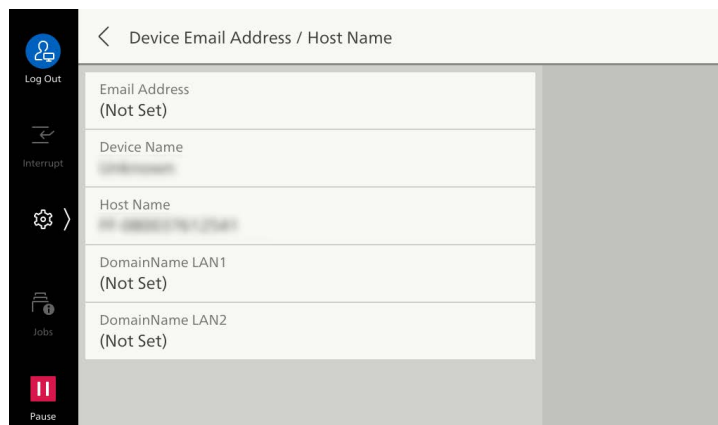 Device Email Address / Host Name
Log Out
Interrupt
Jobs
Pause
Email Address
(Not Set)
Device Name
Host Name
DomainName LAN1
(Not Set)
DomainName LAN2
(Not Set)